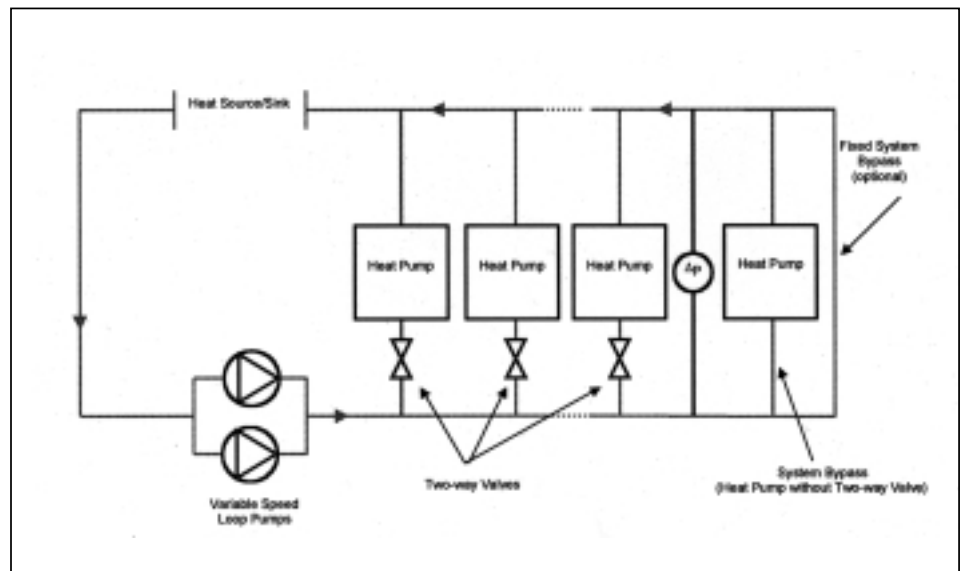 Heat Source/Sink
Fixed System
Bypass
(optional)
Heat Pump
Heat Pump
Heat Pump
Δp
Heat Pump
Two-way Valves
System Bypass
(Heat Pump without Two-way Valve)
Variable Speed
Loop Pumps